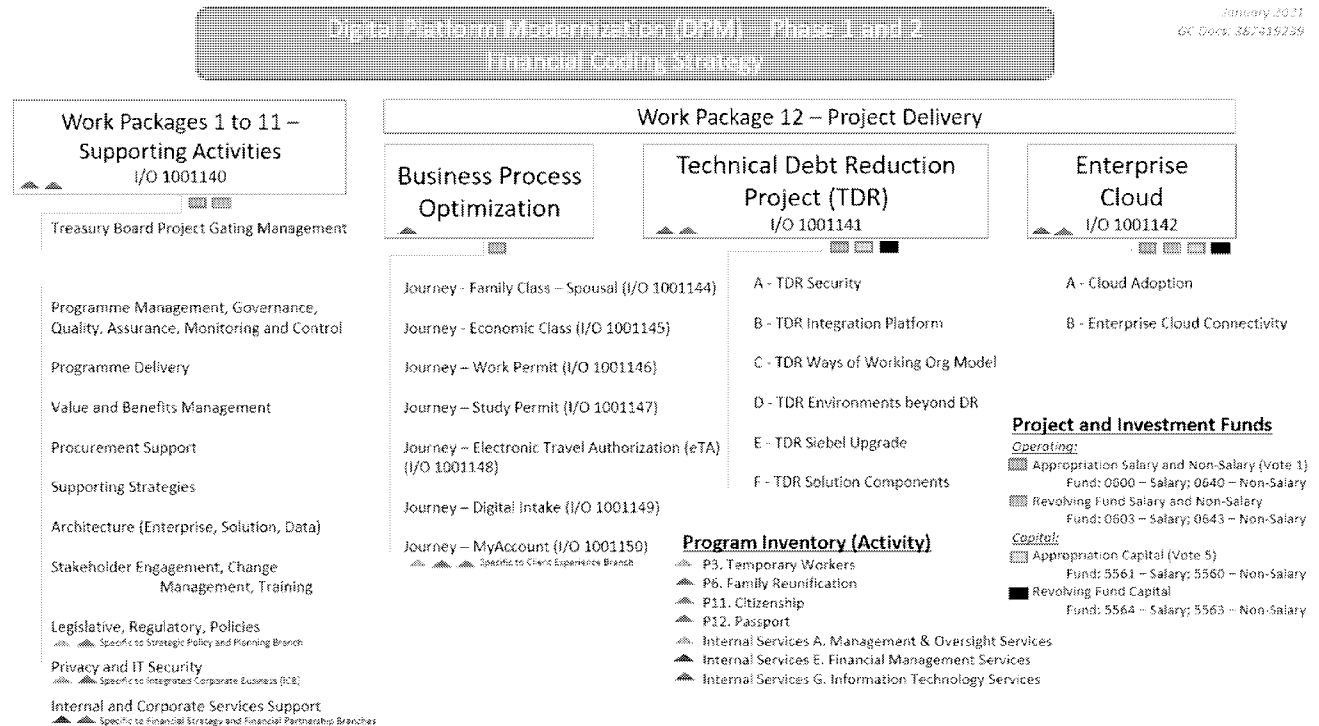 Digital Platform Modernization (DPM) Phase 1 and 2
Financial Coding Strategy
January 2021
GC Docs: 387419239
Work Packages 1 to 11 –
Supporting Activities
I/O 1001140
Treasury Board Project Gating Management
Programme Management, Governance,
Quality, Assurance, Monitoring and Control
Programme Delivery
Value and Benefits Management
Procurement Support
Supporting Strategies
Architecture (Enterprise, Solution, Data)
Stakeholder Engagement, Change
Management, Training
Legislative, Regulatory, Policies
Specific to Strategic Policy and Planning Branch
Privacy and IT Security
Specific to Integrated Corporate Business (ICB)
Internal and Corporate Services Support
Specific to Financial Strategy and Financial Partnership Branches
Work Package 12 – Project Delivery
Business Process
Optimization
Journey - Family Class – Spousal (I/O 1001144)
Journey - Economic Class (I/O 1001145)
Journey – Work Permit (I/O 1001146)
Journey – Study Permit (I/O 1001147)
Journey – Electronic Travel Authorization (eTA)
(I/O 1001148)
Journey – Digital Intake (I/O 1001149)
Journey – MyAccount (I/O 1001150)
Specific to Client Experience Branch
Technical Debt Reduction
Project (TDR)
I/O 1001141
A - TDR Security
B - TDR Integration Platform
C - TDR Ways of Working Org Model
D - TDR Environments beyond DR
E - TDR Siebel Upgrade
F - TDR Solution Components
Enterprise
Cloud
I/O 1001142
A - Cloud Adoption
B - Enterprise Cloud Connectivity
Program Inventory (Activity)
P3. Temporary Workers
P6. Family Reunification
P11. Citizenship
P12. Passport
Internal Services A. Management & Oversight Services
Internal Services E. Financial Management Services
Internal Services G. Information Technology Services
Project and Investment Funds
Operating:
Appropriation Salary and Non-Salary (Vote 1)
Fund: 0600 – Salary; 0640 – Non-Salary
Revolving Fund Salary and Non-Salary
Fund: 0603 – Salary; 0643 – Non-Salary
Capital:
Appropriation Capital (Vote 5)
Fund: 5561 – Salary; 5560 – Non-Salary
Revolving Fund Capital
Fund: 5564 – Salary; 5563 – Non-Salary